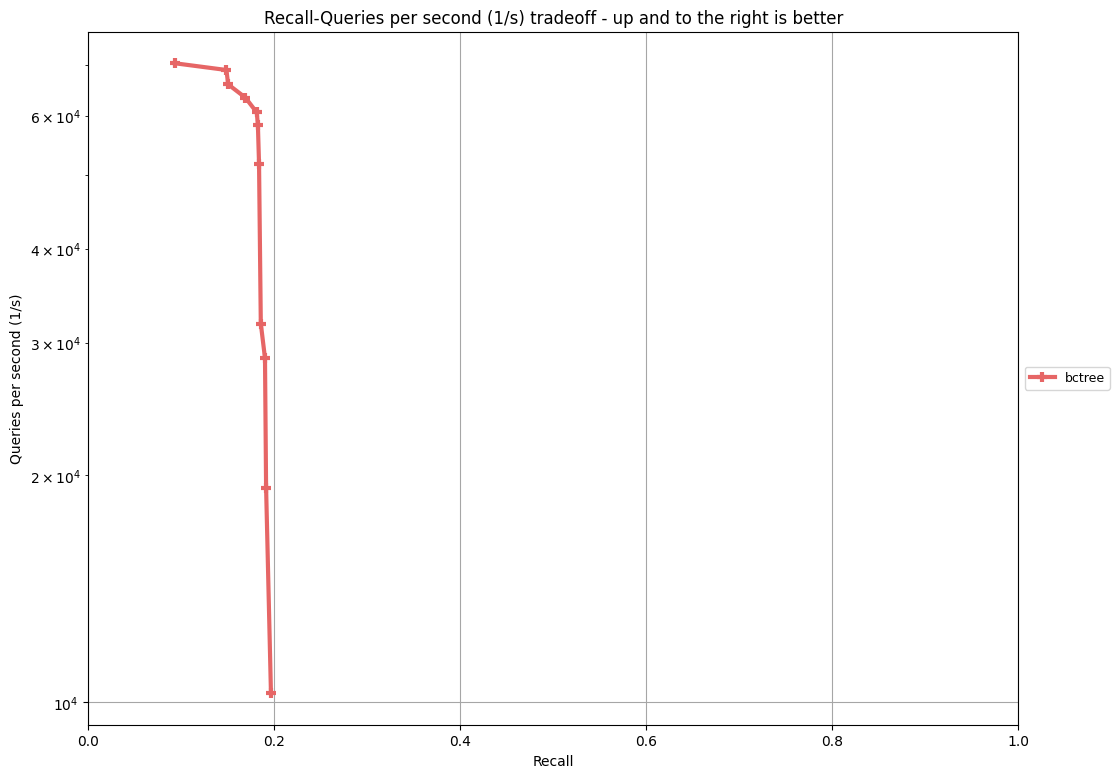 Recall-Queries per second (1/s) tradeoff - up and to the right is better
6 × 10⁴
4 × 10⁴
3 × 10⁴
2 × 10⁴
10⁴
Queries per second (1/s)
0.0 0.2 0.4 0.6 0.8 1.0
Recall
bctree